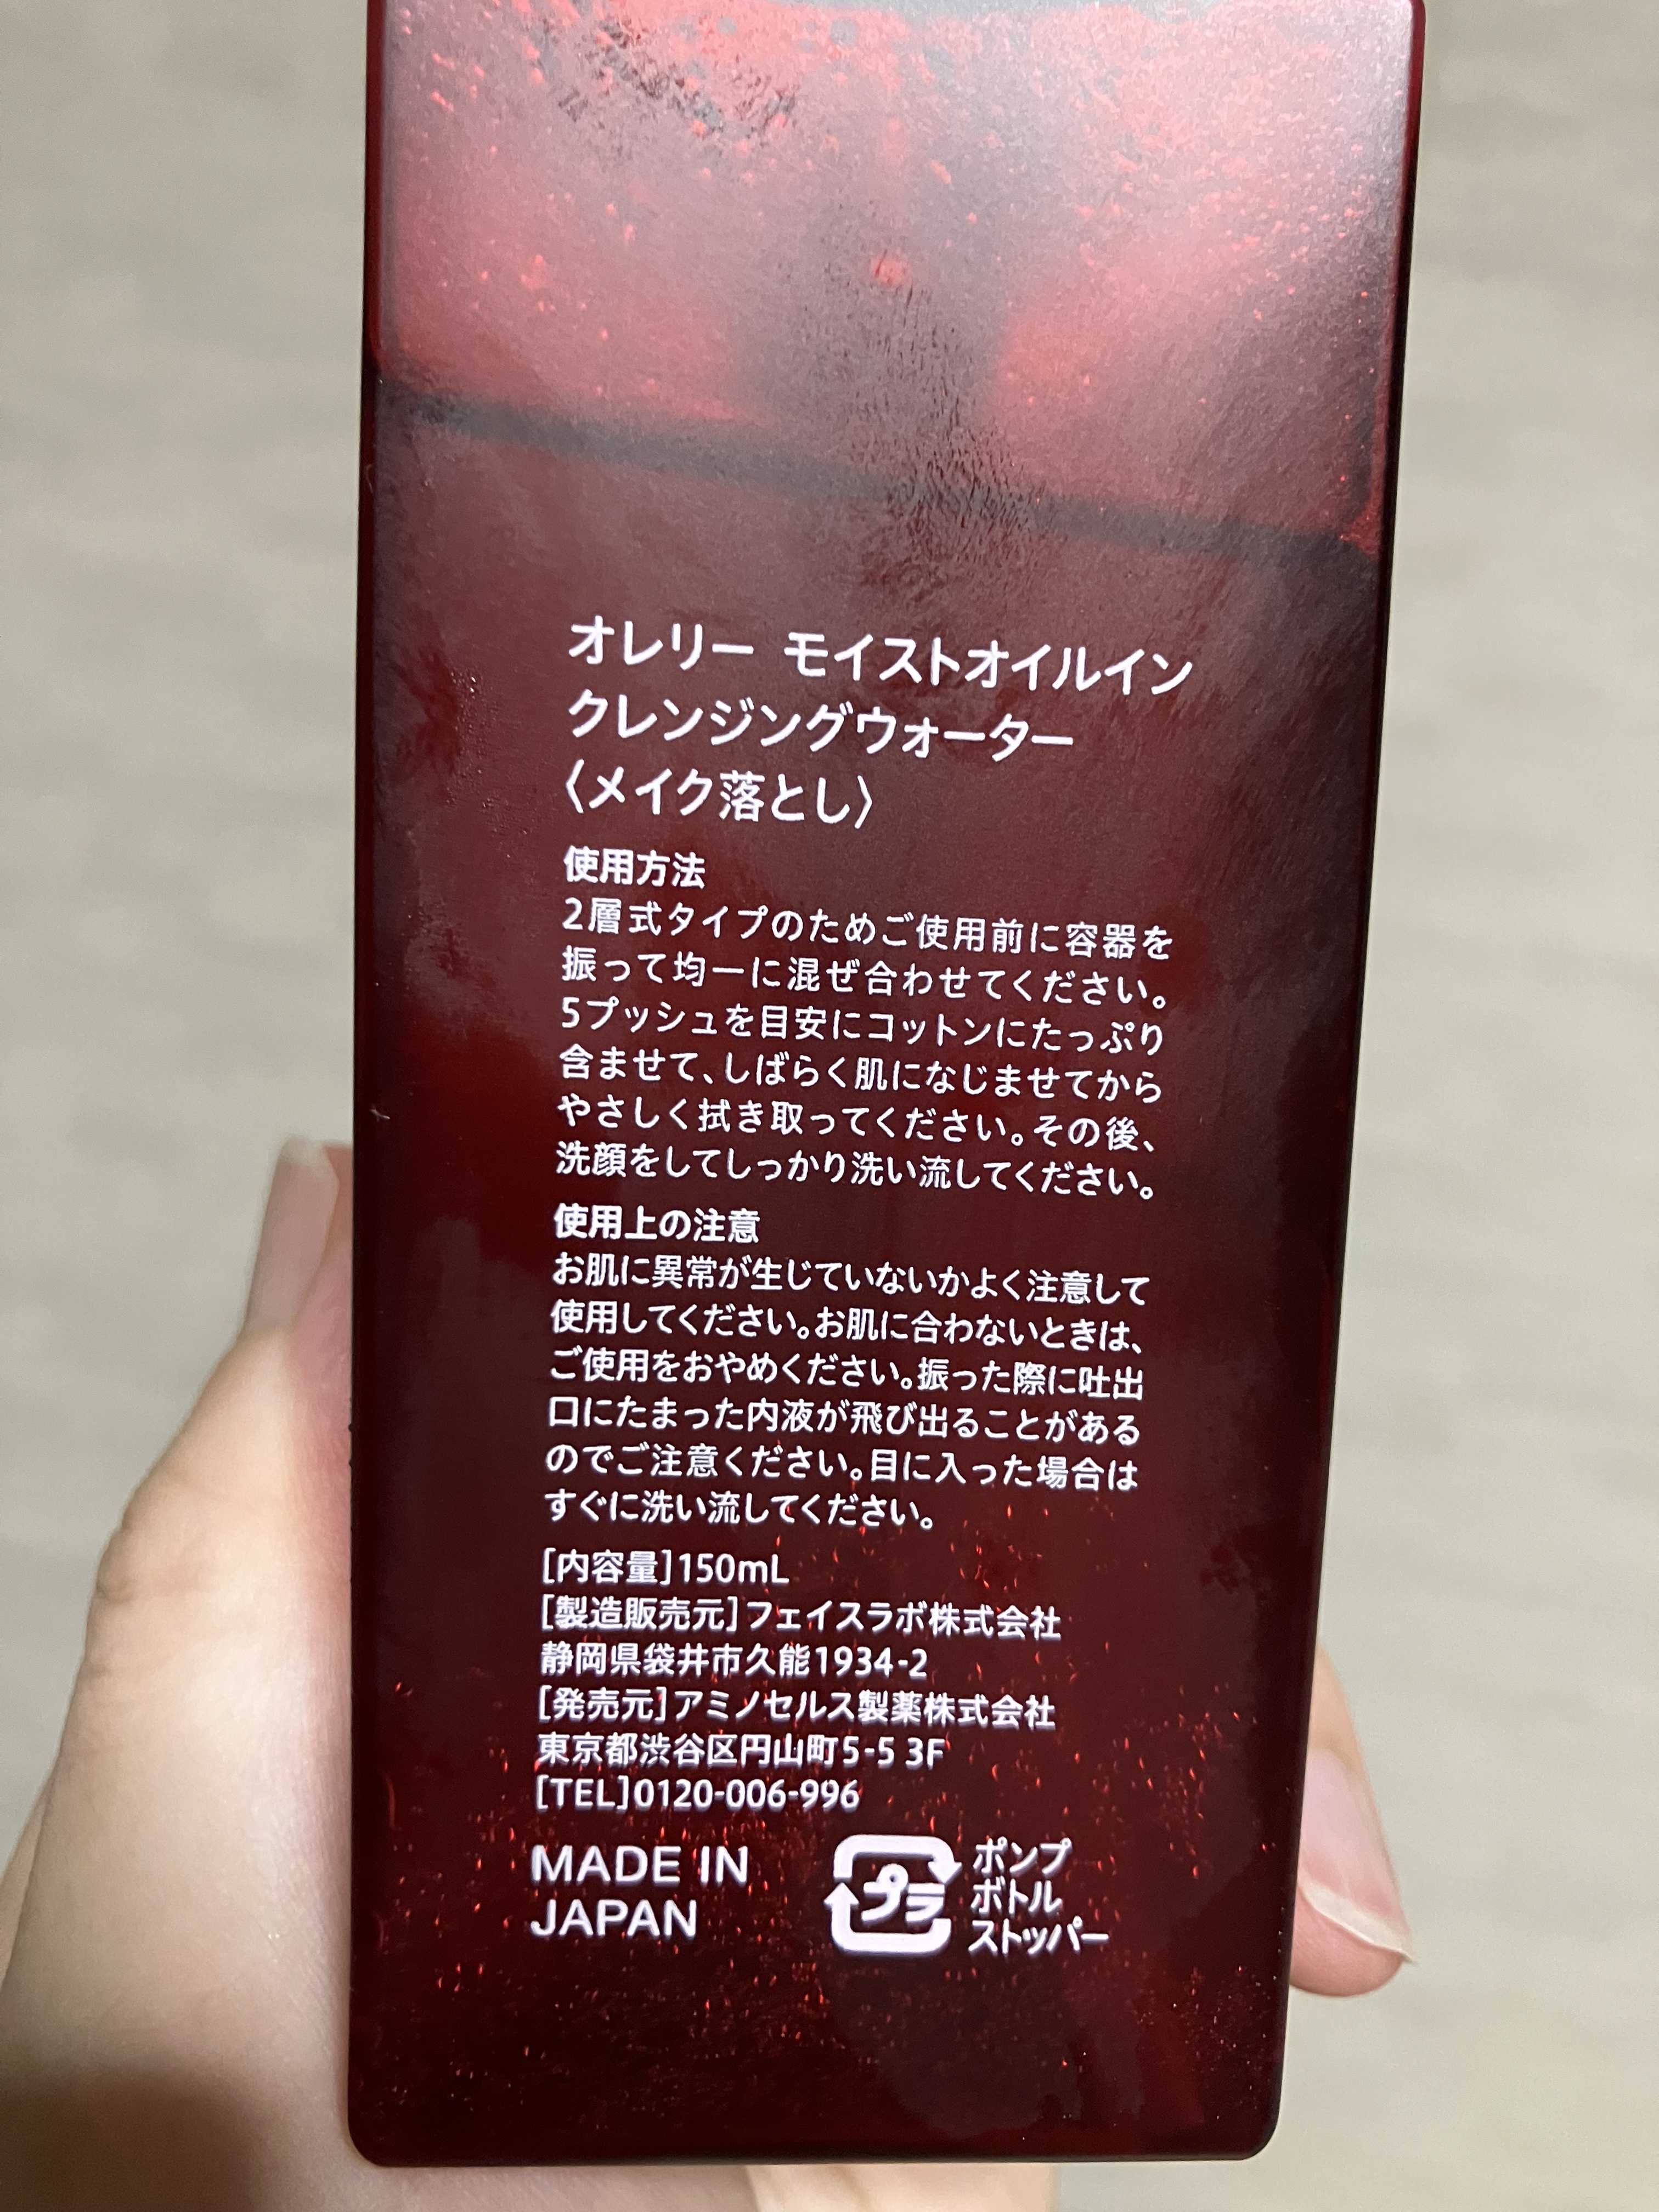 オレリー モイストオイルイン
クレンジングウォーター
〈メイク落とし〉
使用方法
2層式タイプのためご使用前に容器を
振って均一に混ぜ合わせてください。
5プッシュを目安にコットンにたっぷり
含ませて、しばらく肌になじませてから
やさしく拭き取ってください。その後、
洗顔をしてしっかり洗い流してください。
使用上の注意
お肌に異常が生じていないかよく注意して
使用してください。お肌に合わないときは、
ご使用をおやめください。振った際に吐出
口にたまった内液が飛び出ることがある
のでご注意ください。目に入った場合は
すぐに洗い流してください。
[内容量]150mL
[製造販売元]フェイスラボ株式会社
静岡県袋井市久能1934-2
[発売元]アミノセルス製薬株式会社
東京都渋谷区円山町5-5 3F
[TEL]0120-006-996
MADE IN
JAPAN
プラ
ポンプ
ボトル
ストッパー